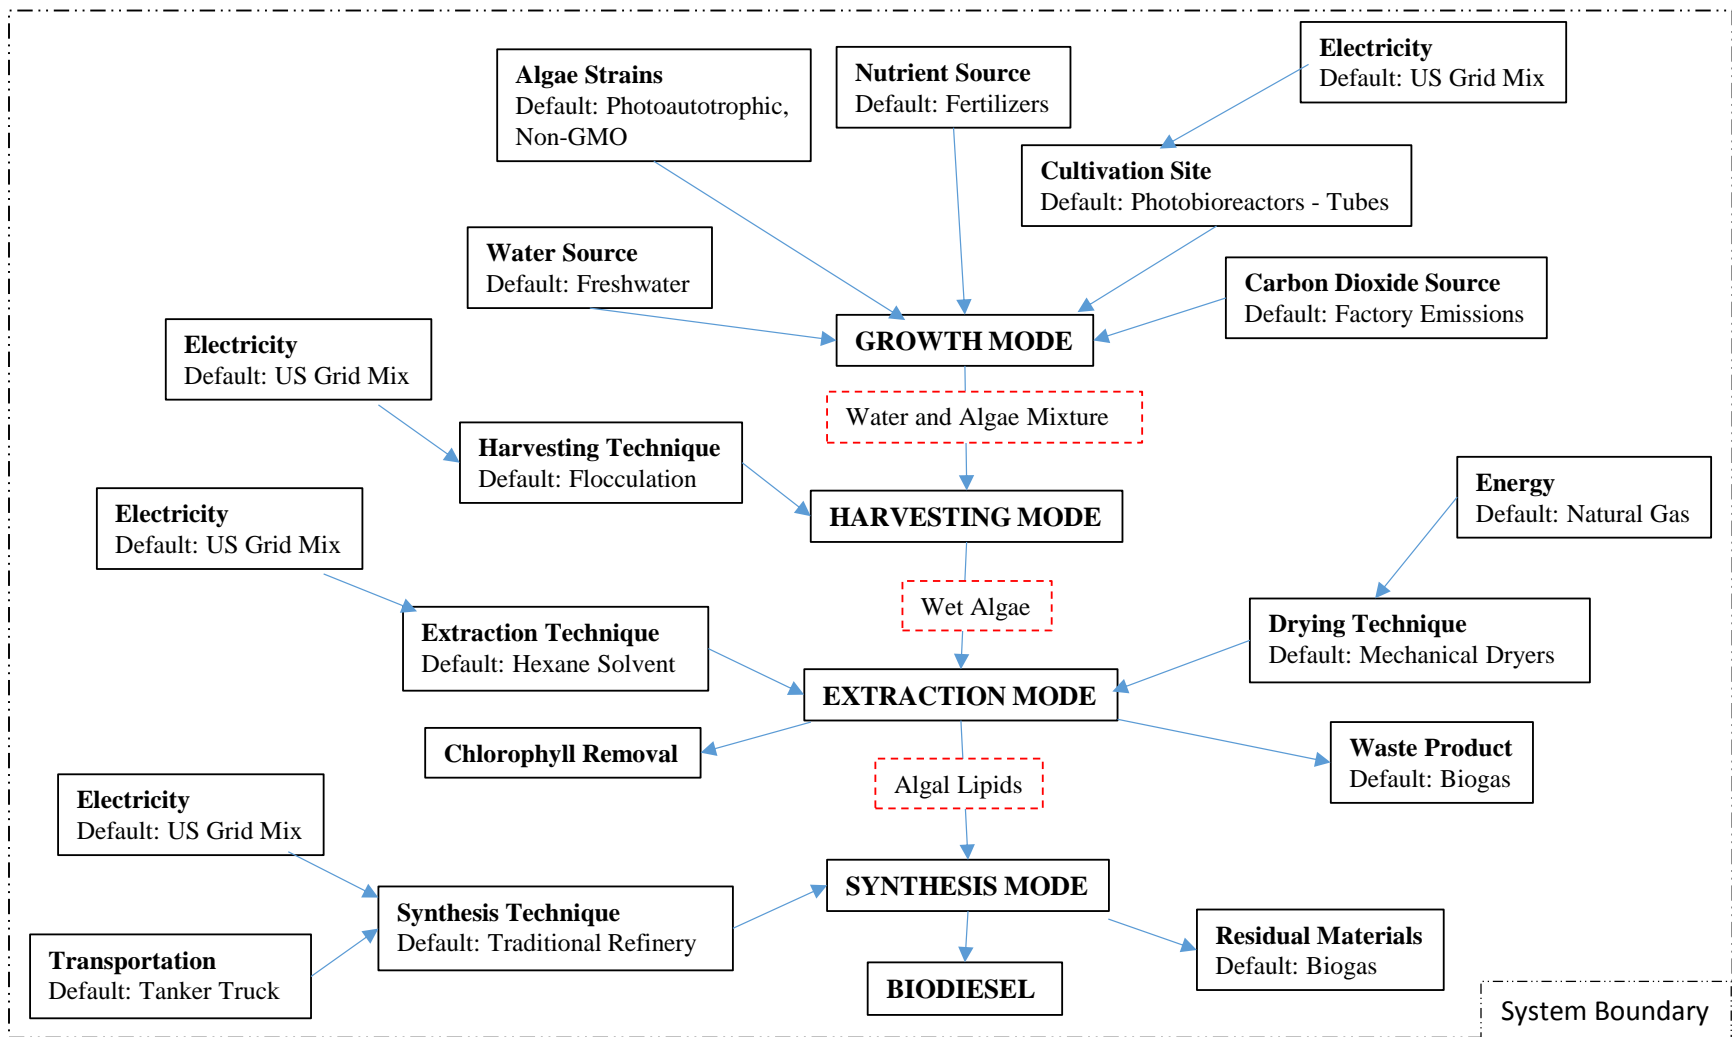 Electricity
Default: US Grid Mix
Algae Strains
Default: Photoautotrophic,
Non-GMO
Nutrient Source
Default: Fertilizers
Cultivation Site
Default: Photobioreactors - Tubes
Water Source
Default: Freshwater
Carbon Dioxide Source
Default: Factory Emissions
GROWTH MODE
Electricity
Default: US Grid Mix
Water and Algae Mixture
Harvesting Technique
Default: Flocculation
Energy
Default: Natural Gas
Electricity
Default: US Grid Mix
HARVESTING MODE
Wet Algae
Extraction Technique
Default: Hexane Solvent
Drying Technique
Default: Mechanical Dryers
EXTRACTION MODE
Chlorophyll Removal
Waste Product
Default: Biogas
Algal Lipids
Electricity
Default: US Grid Mix
SYNTHESIS MODE
Synthesis Technique
Default: Traditional Refinery
Residual Materials
Default: Biogas
Transportation
Default: Tanker Truck
BIODIESEL
System Boundary